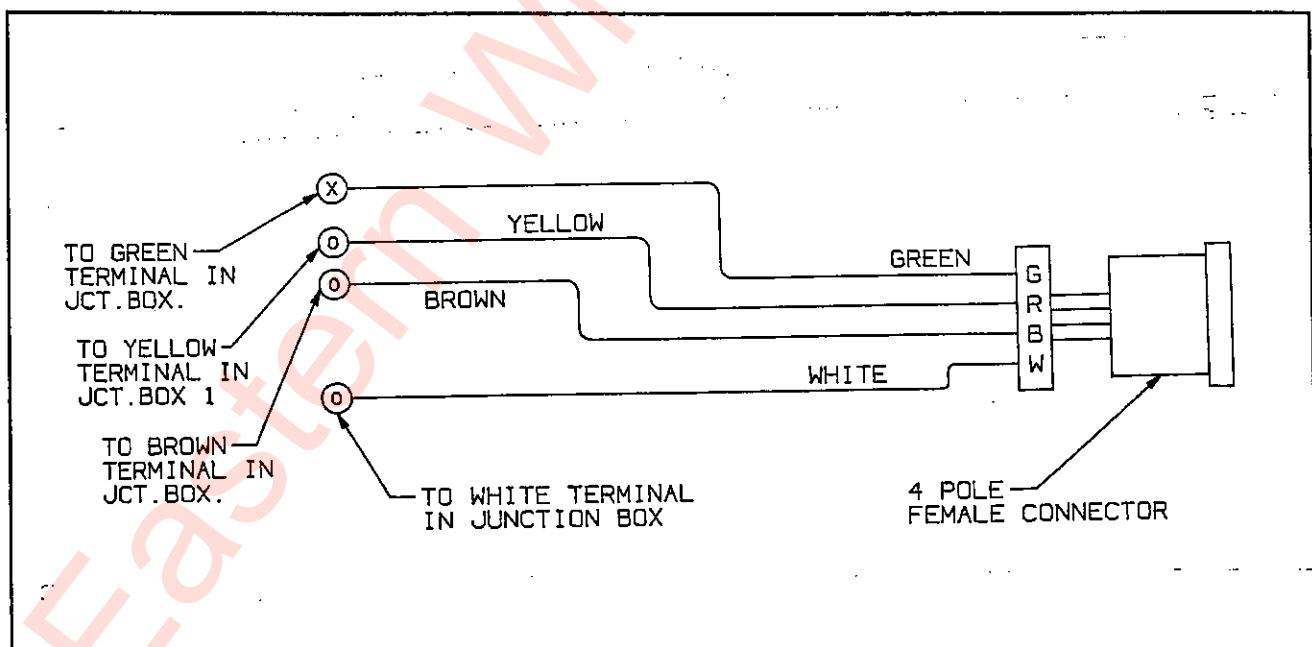 Eastern W
X
O
O
O
YELLOW
BROWN
GREEN
WHITE
TO GREEN
TERMINAL IN
JCT.BOX.
TO YELLOW
TERMINAL IN
JCT.BOX 1
TO BROWN
TERMINAL IN
JCT.BOX.
TO WHITE TERMINAL
IN JUNCTION BOX
G
R
B
W
4 POLE
FEMALE CONNECTOR